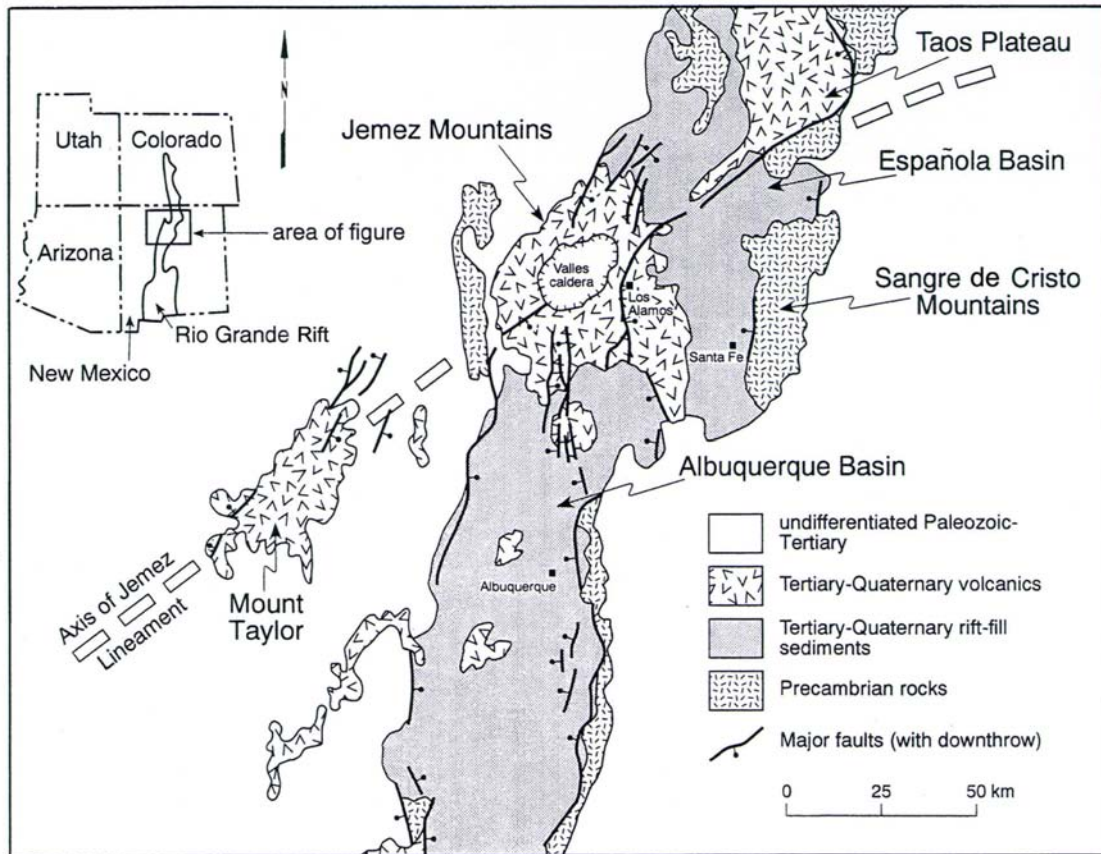 N
Utah
Colorado
Arizona
area of figure
Rio Grande Rift
New Mexico
Jemez Mountains
Taos Plateau
Española Basin
Valles
caldera
Los
Alamos
Santa Fe
Sangre de Cristo
Mountains
Albuquerque Basin
Albuquerque
Axis of Jemez
Lineament
Mount
Taylor
undifferentiated Paleozoic-
Tertiary
Tertiary-Quaternary volcanics
Tertiary-Quaternary rift-fill
sediments
Precambrian rocks
Major faults (with downthrow)
0 25 50 km